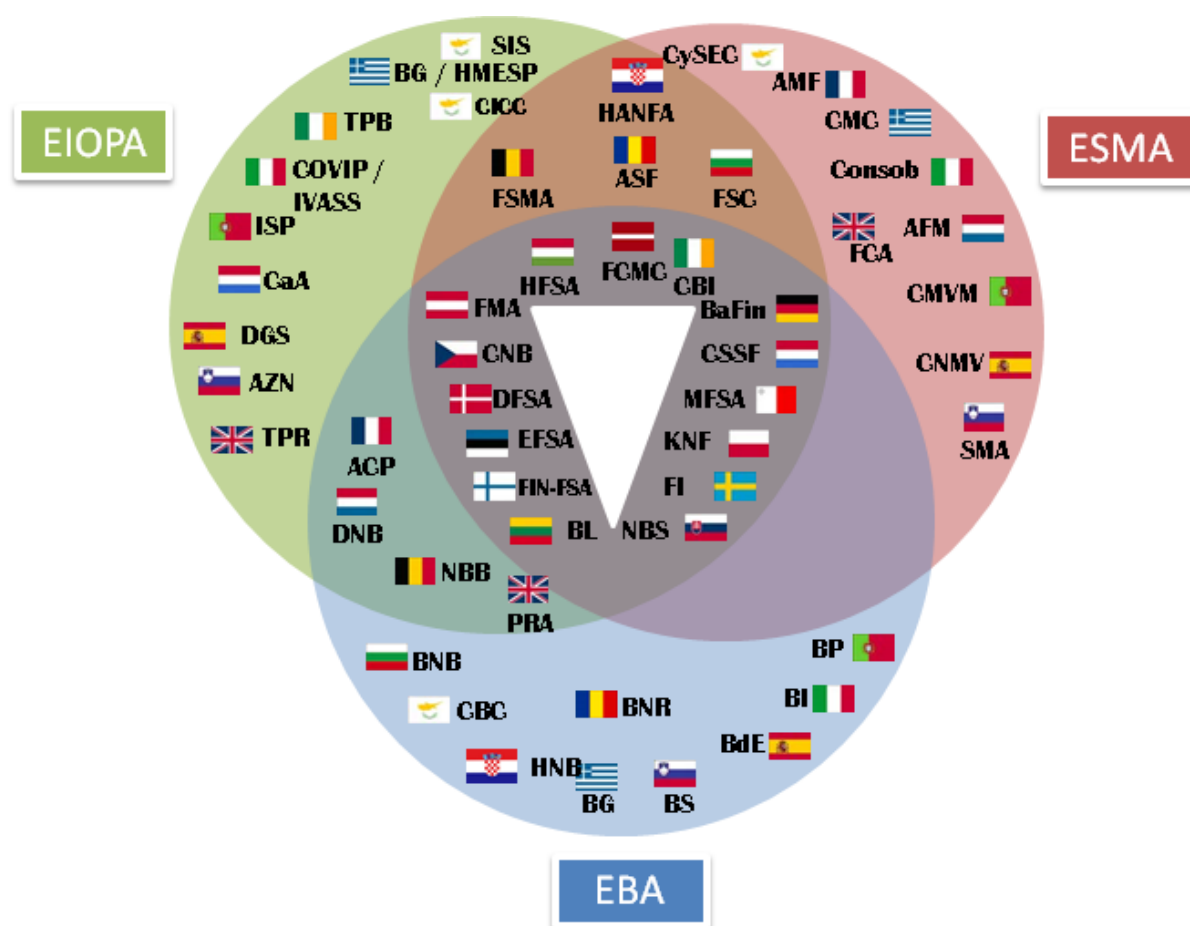 EIOPA
ESMA
EBA
SIS
BG / HMESP
CICC
TPB
COVIP /
IVASS
ISP
CaA
DGS
AZN
TPR
CySEC
AMF
CMC
Consob
AFM
FCA
CMVM
CNMV
SMA
HANFA
ASF
FSMA
FSC
FCMC
HFSA
CBI
FMA
BaFin
CNB
CSSF
DFSA
MFSA
EFSA
KNF
FIN-FSA
FI
BL
NBS
ACP
DNB
NBB
PRA
BNB
CBC
BNR
HNB
BG
BS
BP
BI
BdE